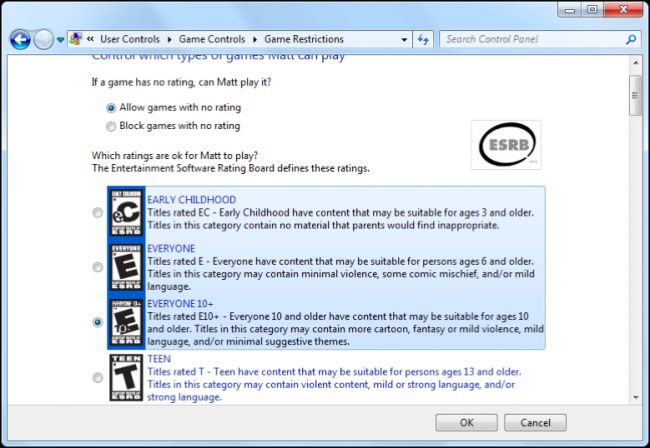 User Controls Game Controls Game Restrictions
Search Control Panel
Control which types of games Matt can play
If a game has no rating, can Matt play it?
Allow games with no rating
Block games with no rating
ESRB
Which ratings are ok for Matt to play?
The Entertainment Software Rating Board defines these ratings.
EARLY CHILDHOOD
EARLY CHILDHOOD
eC
Titles rated EC - Early Childhood have content that may be suitable for ages 3 and older.
Titles in this category contain no material that parents would find inappropriate.
ESRB
EVERYONE
EVERYONE
E
Titles rated E - Everyone have content that may be suitable for persons ages 6 and older.
Titles in this category may contain minimal violence, some comic mischief, and/or mild
language.
ESRB
EVERYONE 10+
EVERYONE 10+
E
10+
Titles rated E10+ - Everyone 10 and older have content that may be suitable for ages 10
and older. Titles in this category may contain more cartoon, fantasy or mild violence, mild
language, and/or minimal suggestive themes.
ESRB
TEEN
TEEN
T
Titles rated T - Teen have content that may be suitable for persons ages 13 and older.
Titles in this category may contain violent content, mild or strong language, and/or
strong language.
ESRB
OK
Cancel